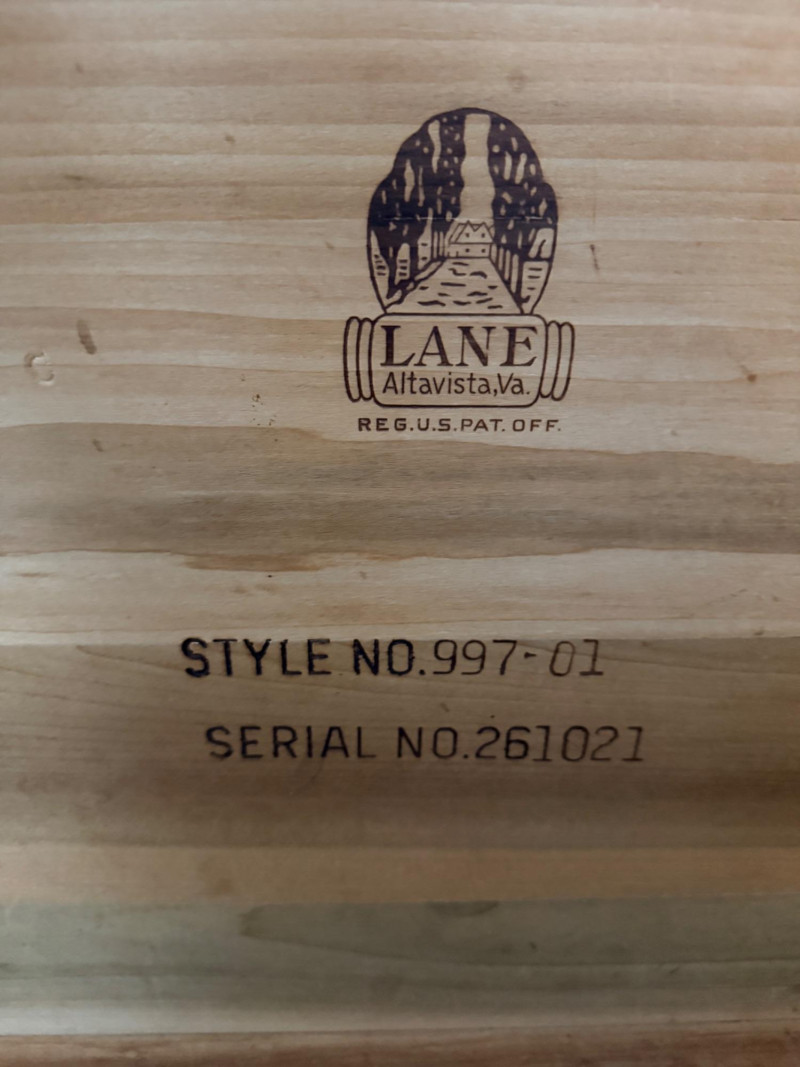 LANE
Altavista,Va.
REG.U.S.PAT.OFF.
STYLE NO.997-01
SERIAL NO.261021